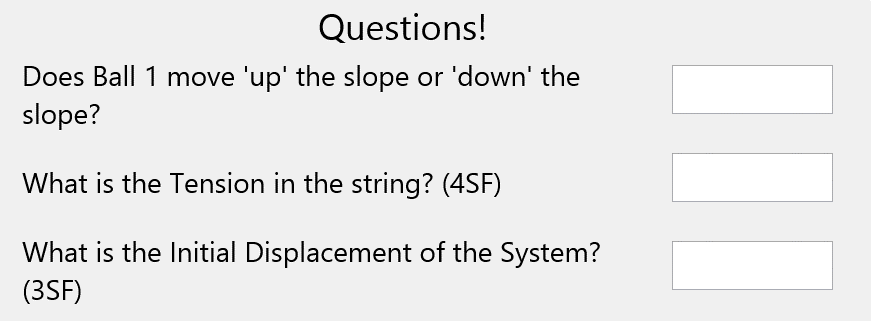 Questions!
Does Ball 1 move 'up' the slope or 'down' the
slope?
What is the Tension in the string? (4SF)
What is the Initial Displacement of the System?
(3SF)